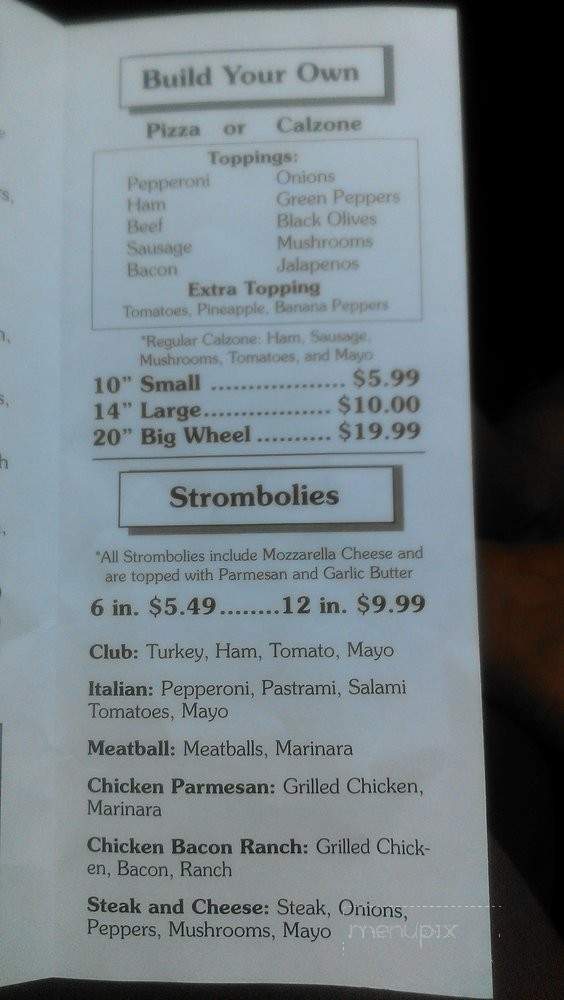 Build Your Own
Pizza or Calzone
Toppings:
Pepperoni Onions
Ham Green Peppers
Beef Black Olives
Sausage Mushrooms
Bacon Jalapenos
Extra Topping
Tomatoes, Pineapple, Banana Peppers
*Regular Calzone: Ham, Sausage,
Mushrooms, Tomatoes, and Mayo
10" Small .................. $5.99
14" Large................. $10.00
20" Big Wheel .......... $19.99
Strombolies
*All Strombolies include Mozzarella Cheese and
are topped with Parmesan and Garlic Butter
6 in. $5.49........12 in. $9.99
Club: Turkey, Ham, Tomato, Mayo
Italian: Pepperoni, Pastrami, Salami
Tomatoes, Mayo
Meatball: Meatballs, Marinara
Chicken Parmesan: Grilled Chicken,
Marinara
Chicken Bacon Ranch: Grilled Chick-
en, Bacon, Ranch
Steak and Cheese: Steak, Onions,
Peppers, Mushrooms, Mayo
menupix